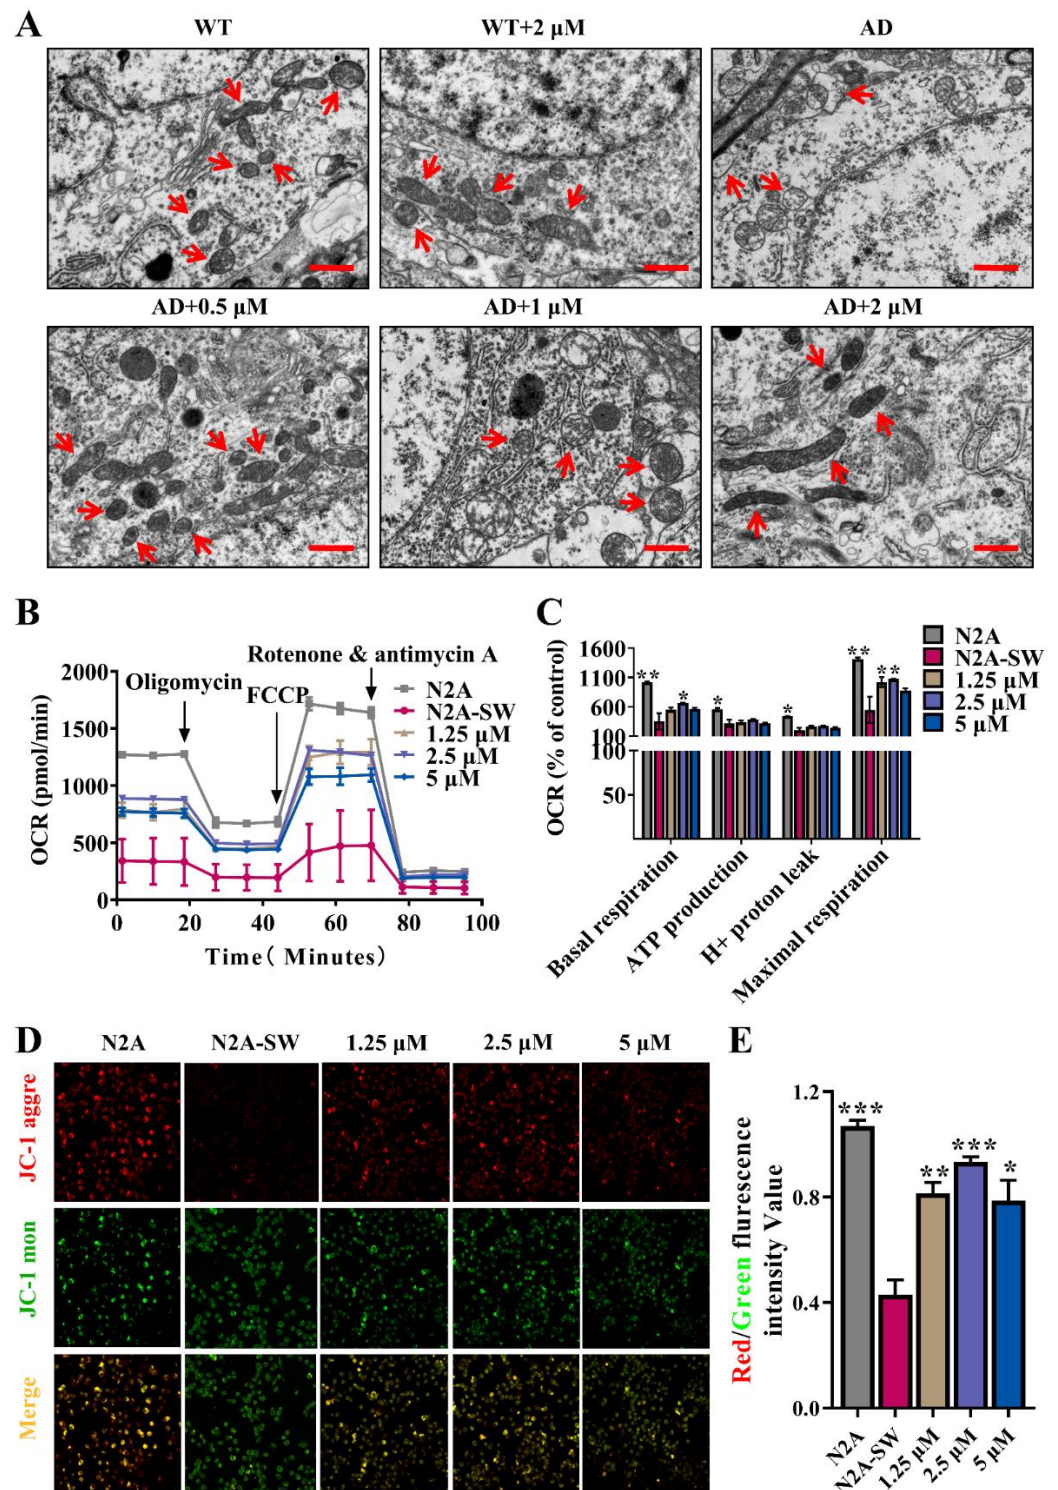 A
WT
WT+2 μM
AD
AD+0.5 μM
AD+1 μM
AD+2 μM
B
OCR (pmol/min)
2000
1500
1000
500
0
0
20
40
60
80
100
Time( Minutes)
Oligomycin
FCCP
Rotenone & antimycin A
N2A
N2A-SW
1.25 μM
2.5 μM
5 μM
C
OCR (% of control)
1600
1100
600
100
100
50
**
*
*
*
**
**
Basal respiration
ATP production
H+ proton leak
Maximal respiration
N2A
N2A-SW
1.25 μM
2.5 μM
5 μM
D
N2A
N2A-SW
1.25 μM
2.5 μM
5 μM
JC-1 aggre
JC-1 mon
Merge
E
Red/Green flurescence
intensity Value
1.2
0.8
0.4
0.0
***
**
***
*
N2A
N2A-SW
1.25 μM
2.5 μM
5 μM